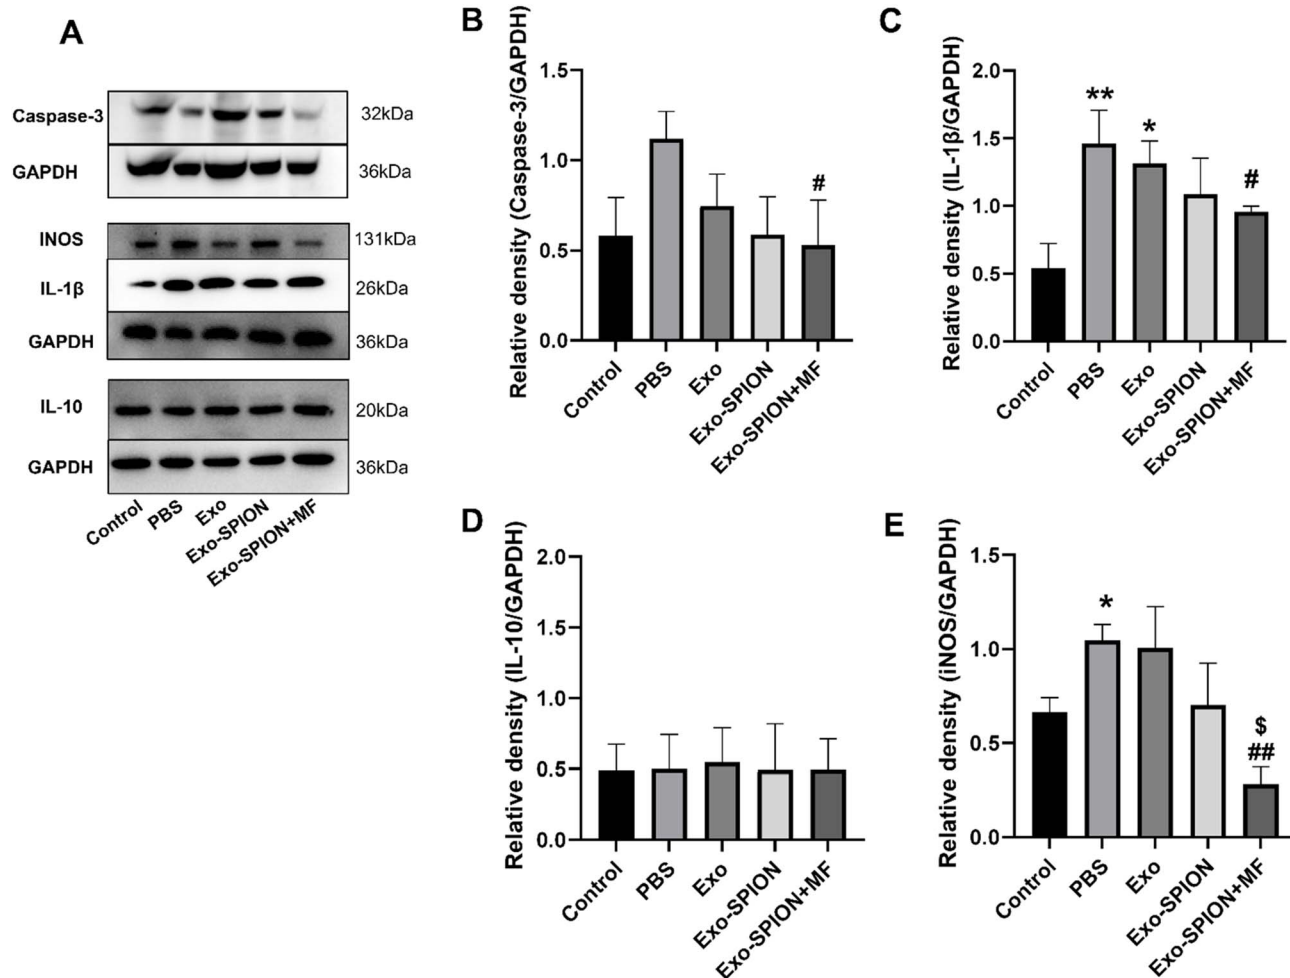 A
Caspase-3
32kDa
GAPDH
36kDa
INOS
131kDa
IL-1β
26kDa
GAPDH
36kDa
IL-10
20kDa
GAPDH
36kDa
Control
PBS
Exo
Exo-SPION
Exo-SPION+MF
B
Relative density (Caspase-3/GAPDH)
1.5
1.0
0.5
0.0
#
Control
PBS
Exo
Exo-SPION
Exo-SPION+MF
C
Relative density (IL-1β/GAPDH)
2.0
1.5
1.0
0.5
0.0
**
*
#
Control
PBS
Exo
Exo-SPION
Exo-SPION+MF
D
Relative density (IL-10/GAPDH)
2.0
1.5
1.0
0.5
0.0
Control
PBS
Exo
Exo-SPION
Exo-SPION+MF
E
Relative density (iNOS/GAPDH)
1.5
1.0
0.5
0.0
*
$
##
Control
PBS
Exo
Exo-SPION
Exo-SPION+MF